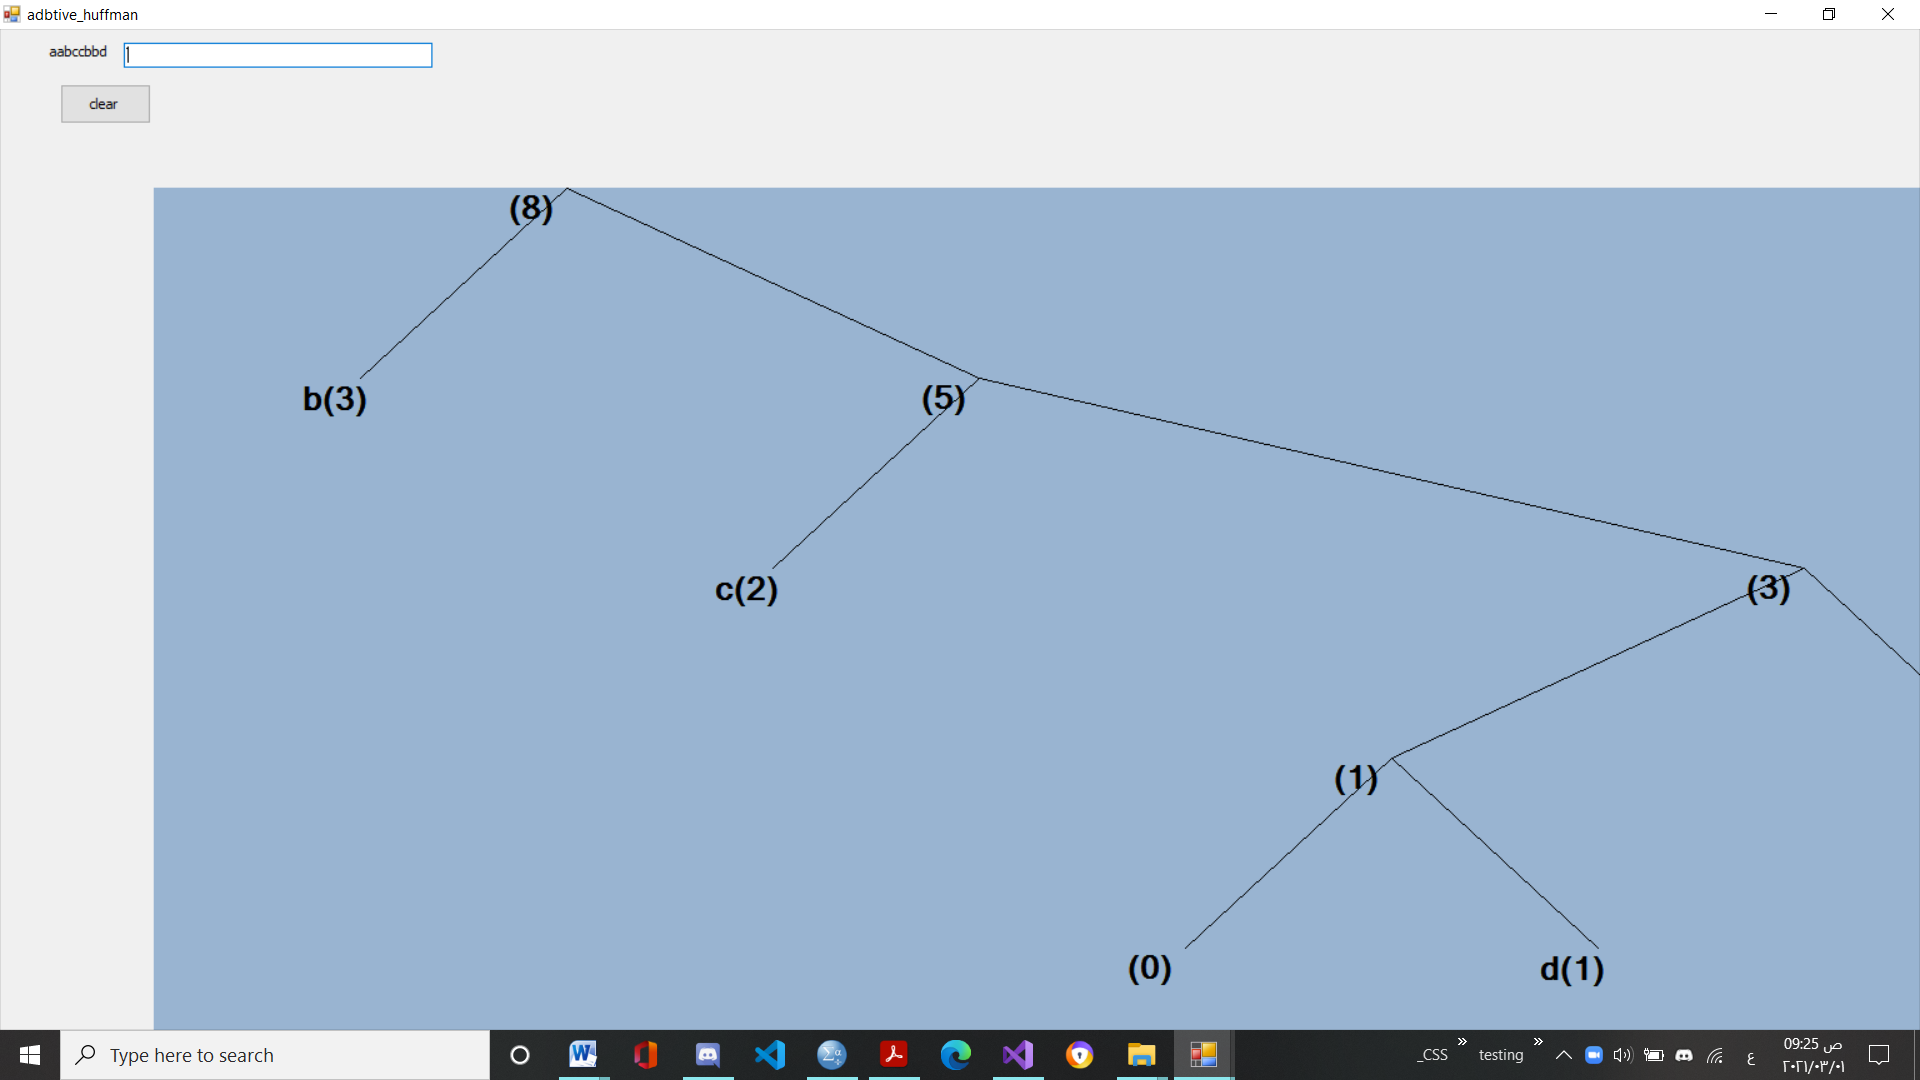 adbtive_huffman
aabccbbd
clear
(8)
b(3)
(5)
c(2)
(3)
(1)
(0)
d(1)
Type here to search
_CSS
testing
ع
09:25 ص
٢٠٢١/٠٣/٠١